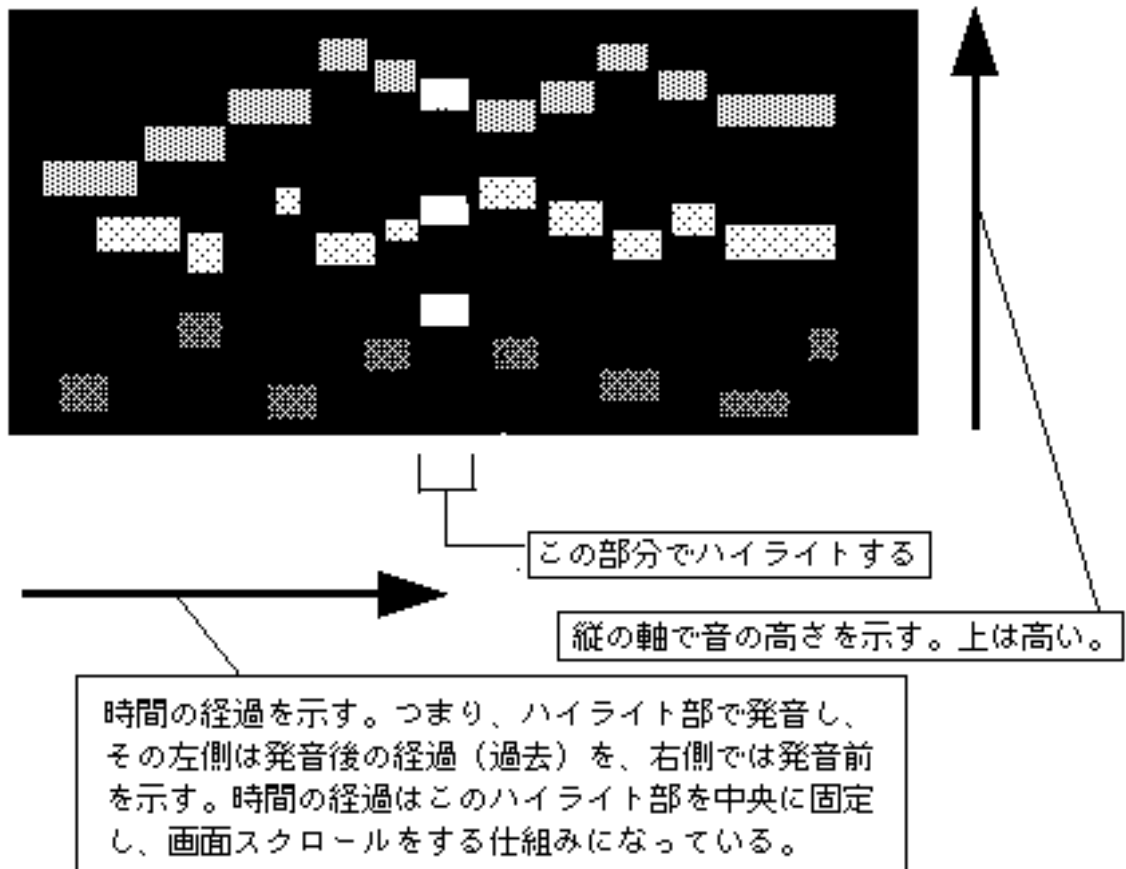 この部分でハイライトする
縦の軸で音の高さを示す。上は高い。
時間の経過を示す。つまり、ハイライト部で発音し、
その左側は発音後の経過（過去）を、右側では発音前
を示す。時間の経過はこのハイライト部を中央に固定
し、画面スクロールをする仕組みになっている。